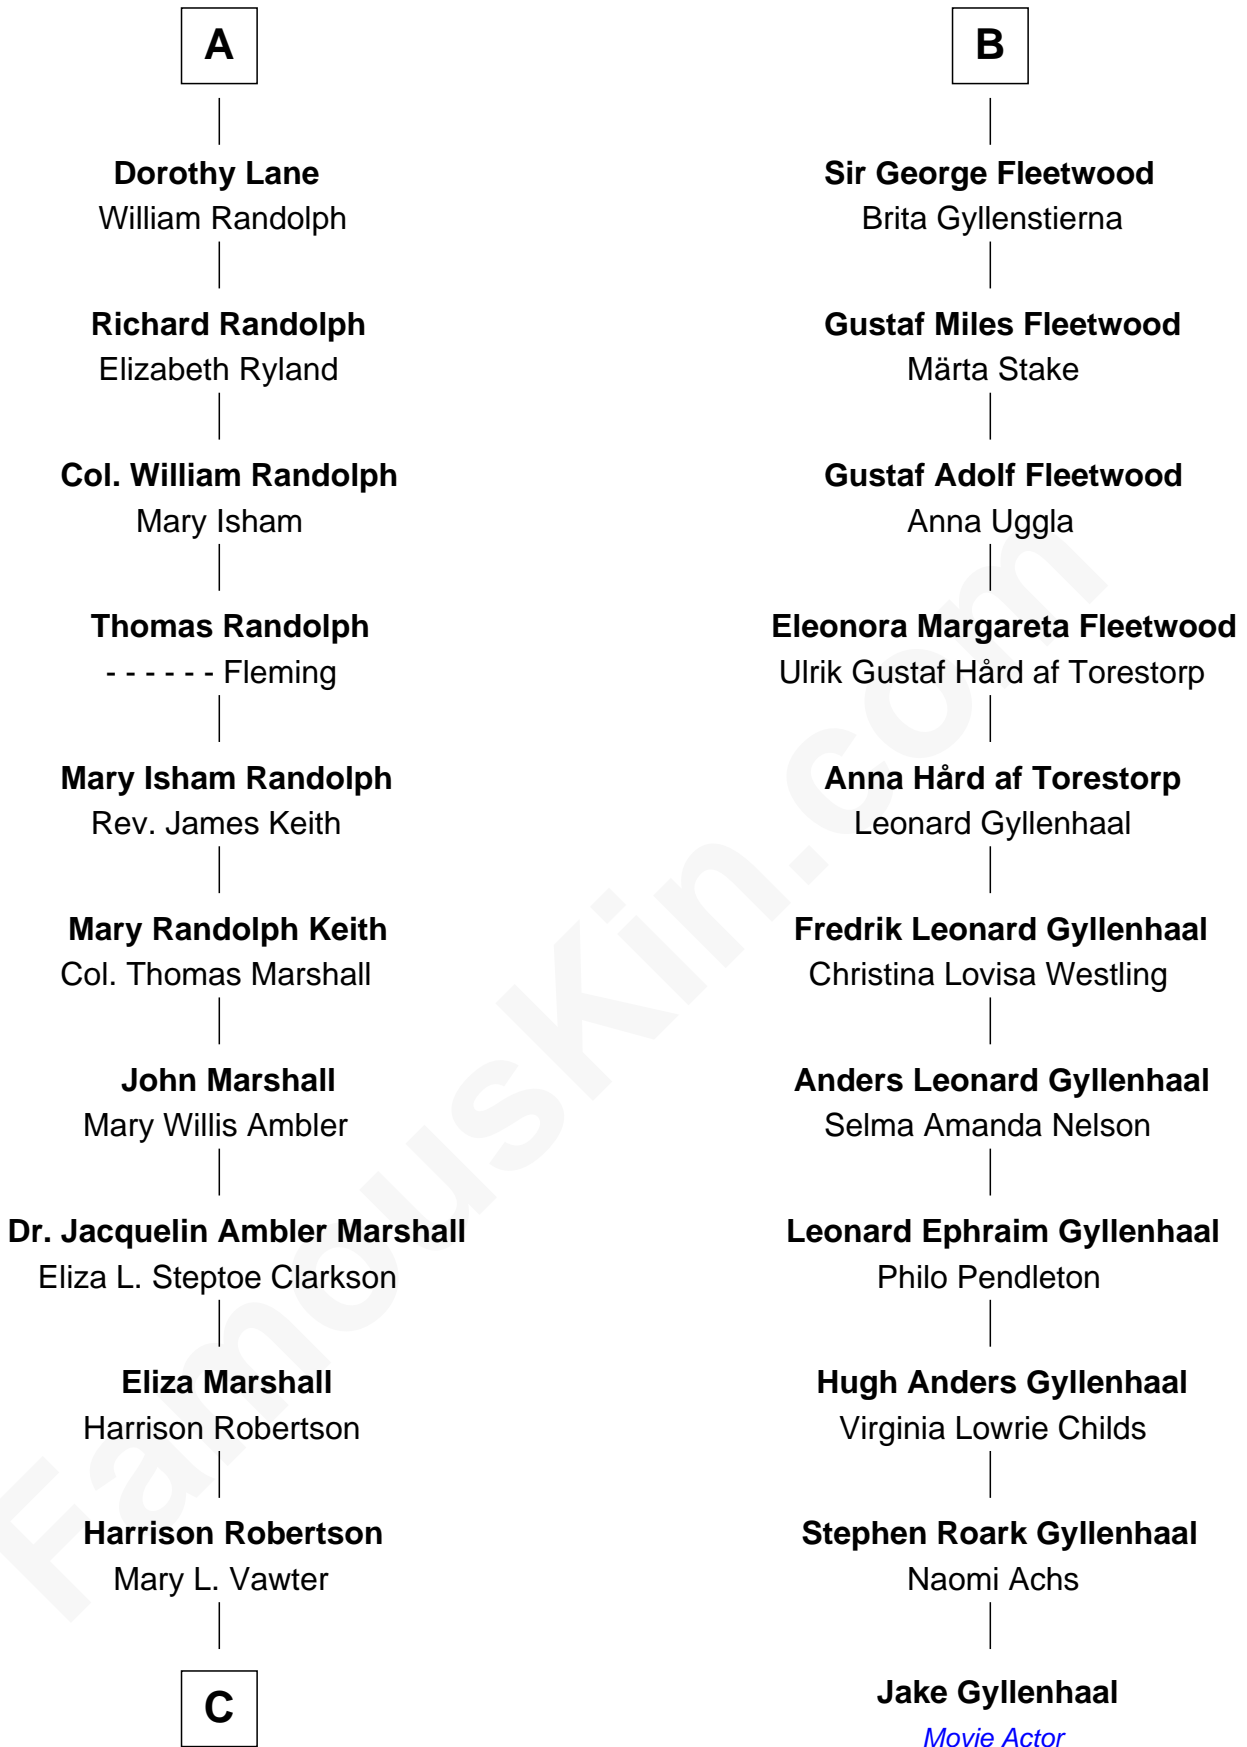 A
Dorothy Lane
William Randolph
Richard Randolph
Elizabeth Ryland
Col. William Randolph
Mary Isham
Thomas Randolph
- - - - - - Fleming
Mary Isham Randolph
Rev. James Keith
Mary Randolph Keith
Col. Thomas Marshall
John Marshall
Mary Willis Ambler
Dr. Jacquelin Ambler Marshall
Eliza L. Steptoe Clarkson
Eliza Marshall
Harrison Robertson
Harrison Robertson
Mary L. Vawter
C
B
Sir George Fleetwood
Brita Gyllenstierna
Gustaf Miles Fleetwood
Märta Stake
Gustaf Adolf Fleetwood
Anna Uggla
Eleonora Margareta Fleetwood
Ulrik Gustaf Hård af Torestorp
Anna Hård af Torestorp
Leonard Gyllenhaal
Fredrik Leonard Gyllenhaal
Christina Lovisa Westling
Anders Leonard Gyllenhaal
Selma Amanda Nelson
Leonard Ephraim Gyllenhaal
Philo Pendleton
Hugh Anders Gyllenhaal
Virginia Lowrie Childs
Stephen Roark Gyllenhaal
Naomi Achs
Jake Gyllenhaal
Movie Actor
FamousKin.com